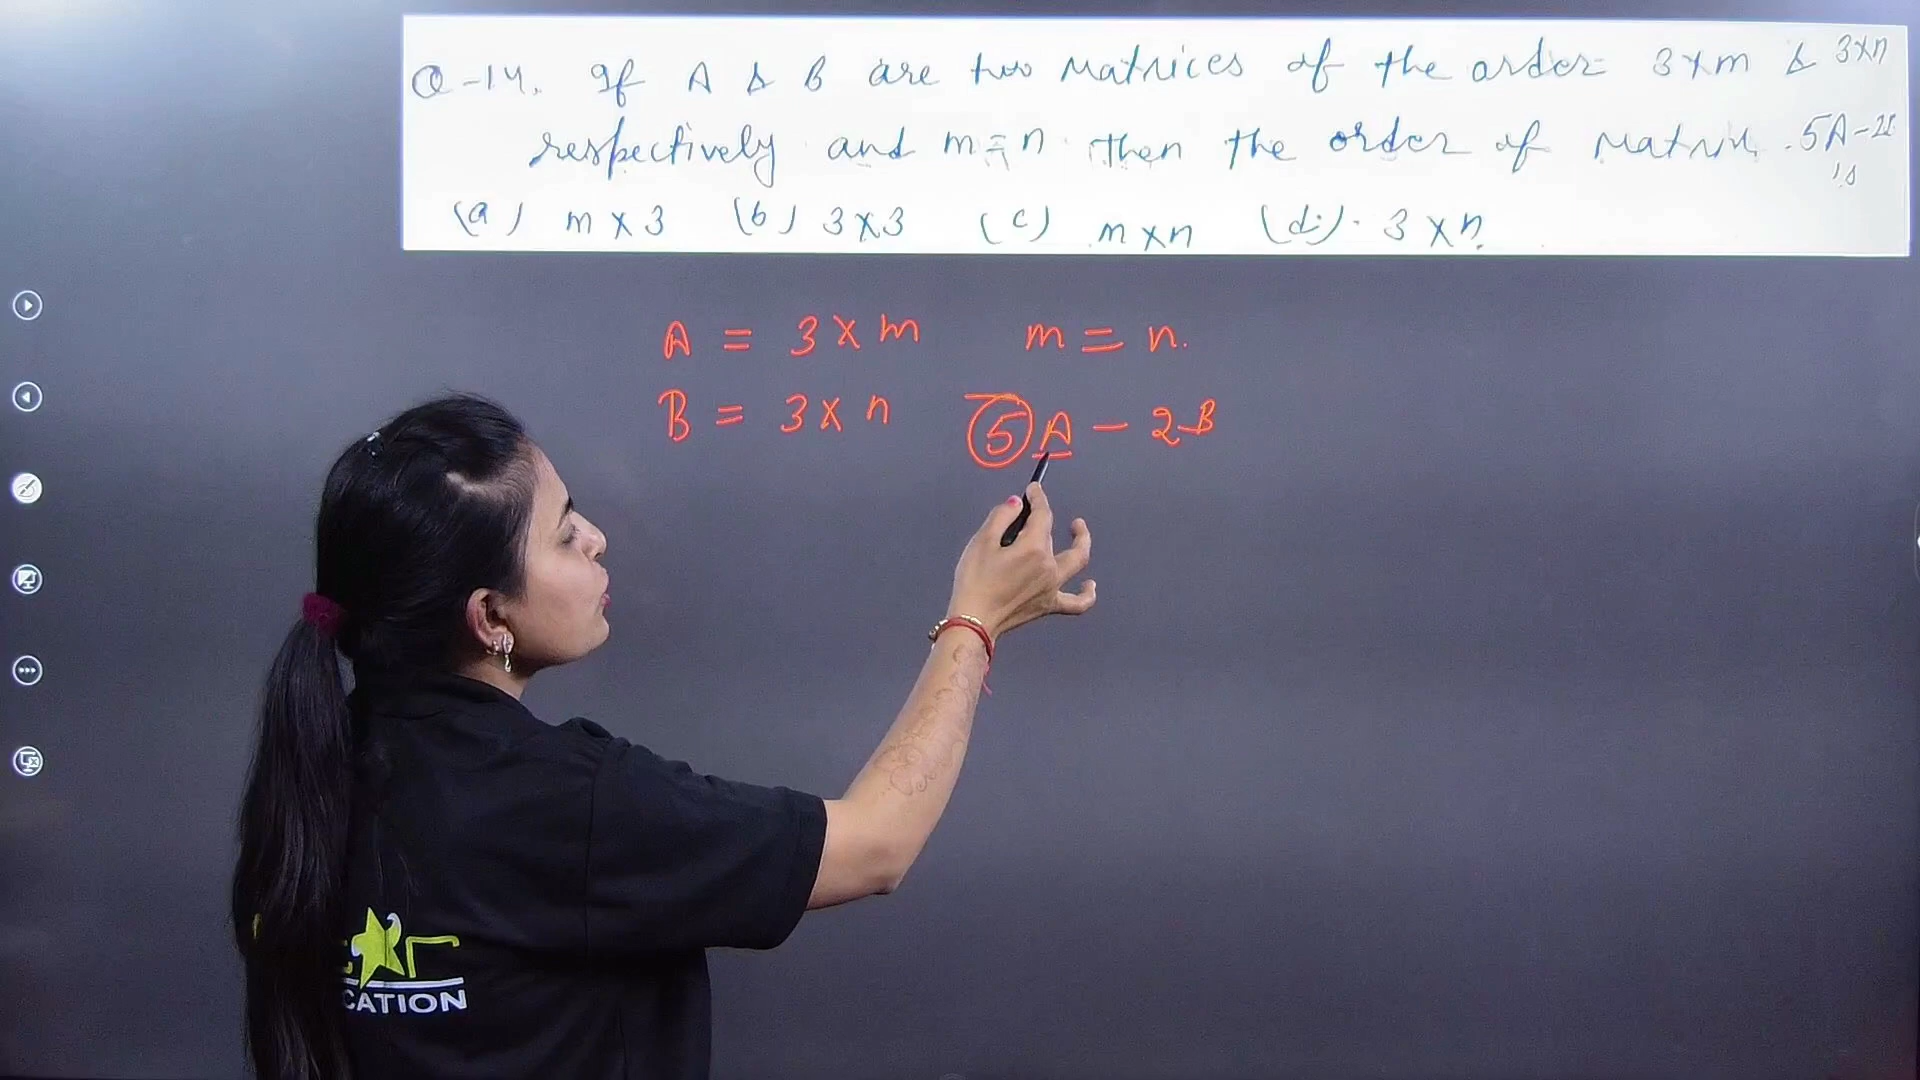 Q-14. If A & B are two Matrices of the order 3×m & 3×n
respectively and m=n then the order of Matrix 5A-2B
is
(a) m×3 (b) 3×3 (c) m×n (d) 3×n
A = 3×m m = n.
B = 3×n 5A - 2B
CATION